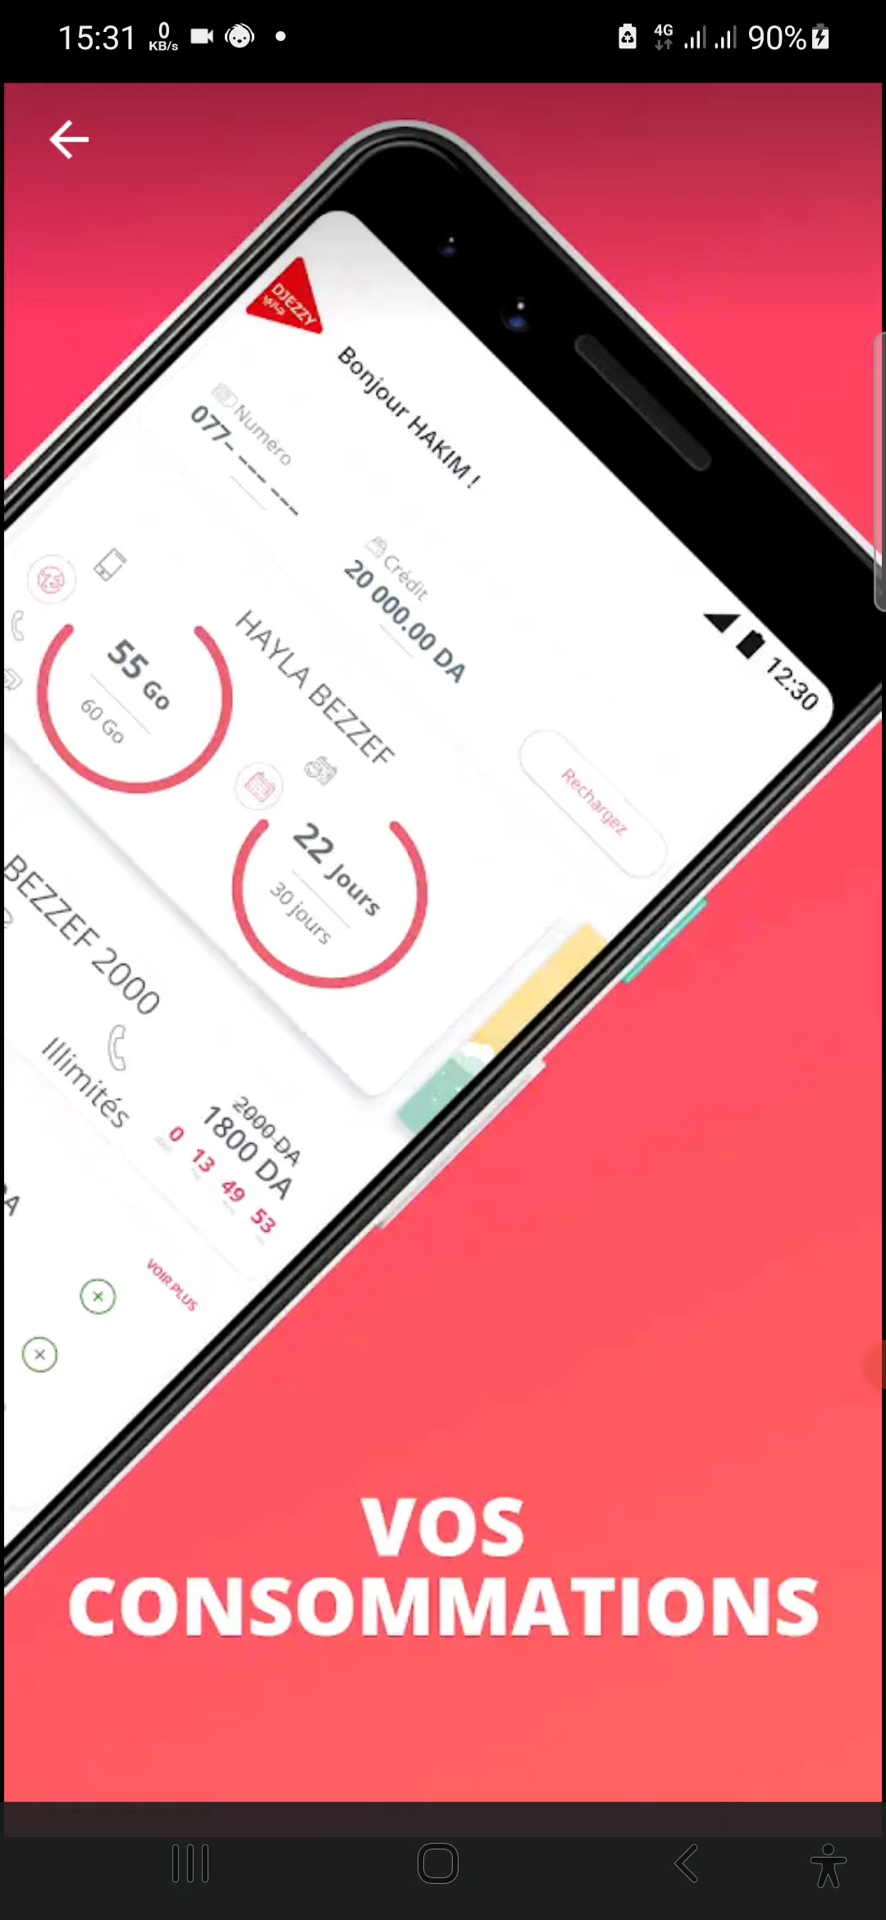 15:31 0 KB/s 4G 90%
DJEZZY
جازي
Bonjour HAKIM !
12:30
Numéro
077- --- ---
Crédit
20 000.00 DA
Rechargez
HAYLA BEZZEF
55 Go
60 Go
22 Jours
30 jours
BEZZEF 2000
Illimités
2000 DA
1800 DA
0 13 49 53
VOIR PLUS
VOS
CONSOMMATIONS